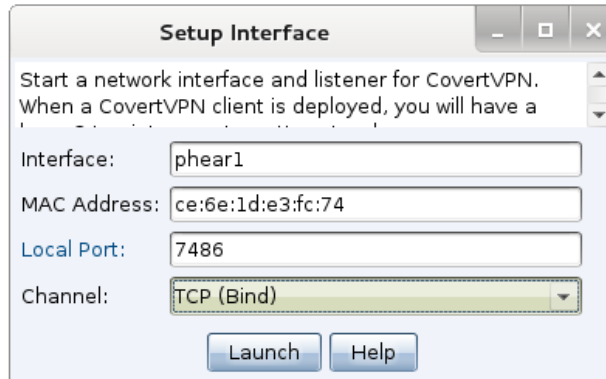 Setup Interface
Start a network interface and listener for CovertVPN.
When a CovertVPN client is deployed, you will have a
Interface: phear1
MAC Address: ce:6e:1d:e3:fc:74
Local Port: 7486
Channel: TCP (Bind)
Launch Help